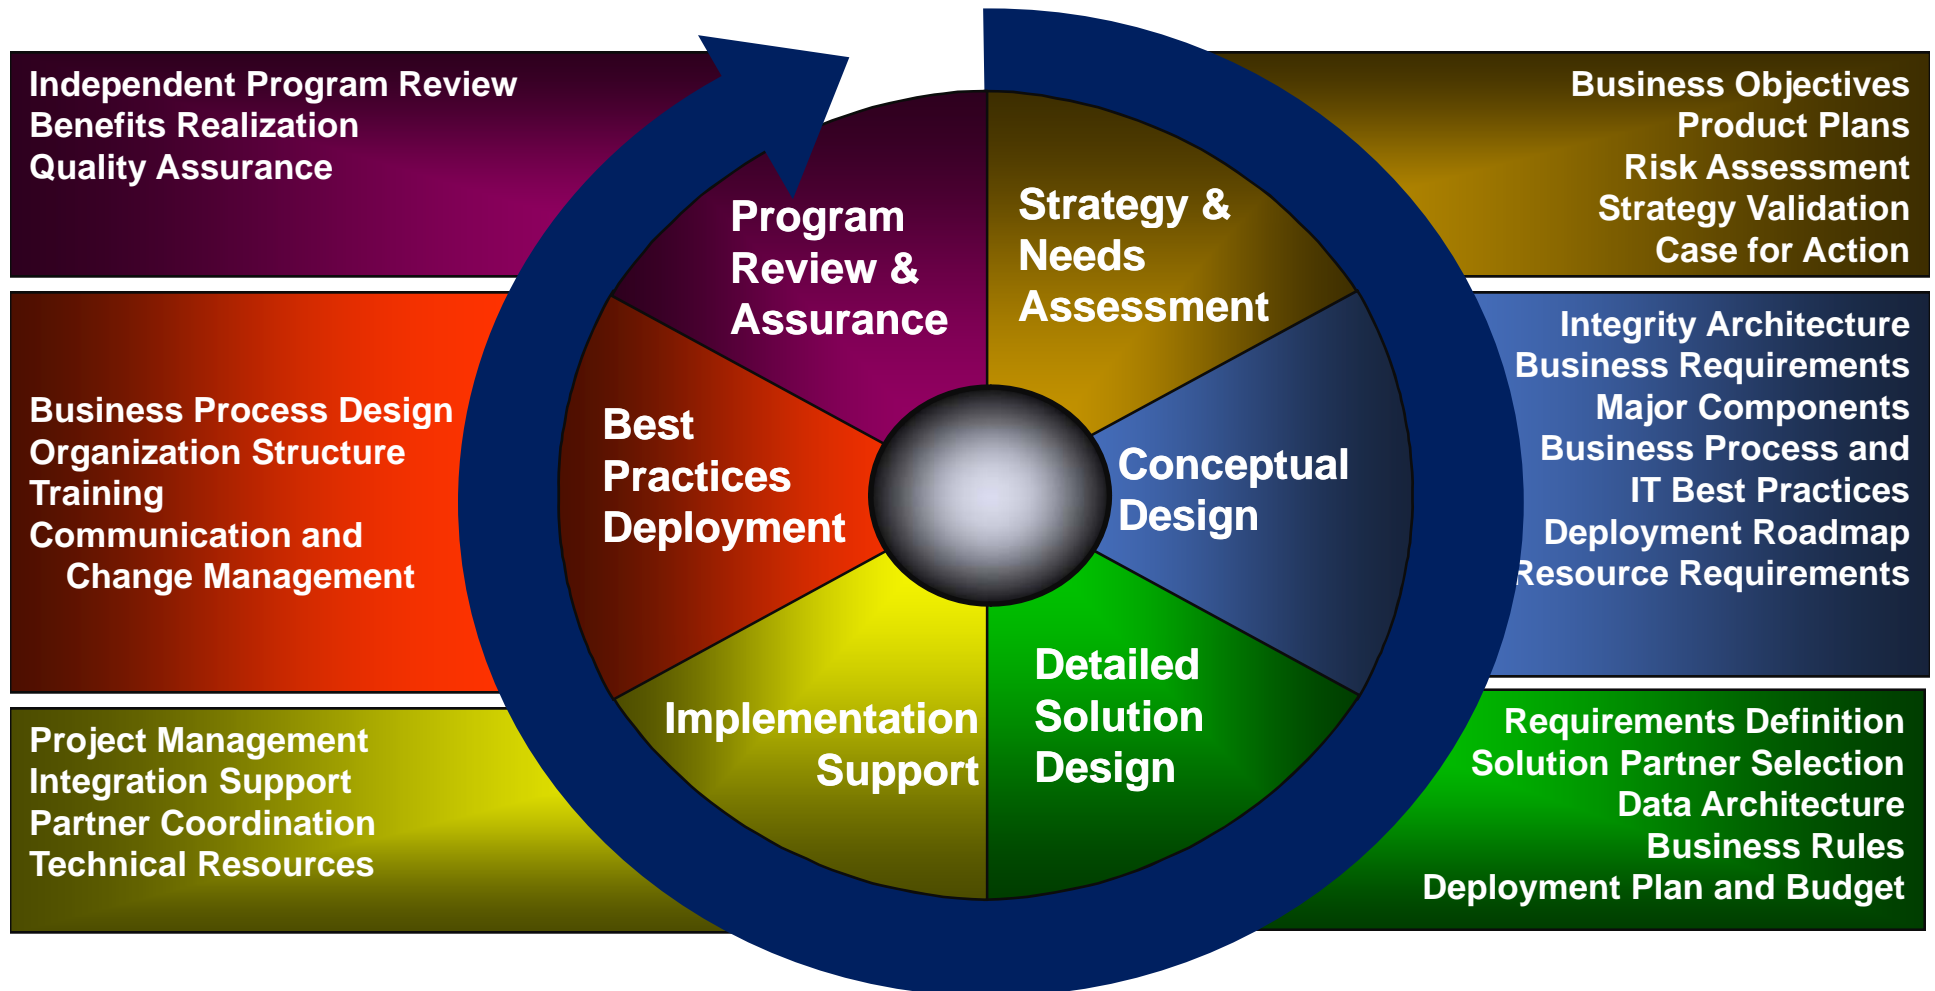 Independent Program Review
Benefits Realization
Quality Assurance
Business Process Design
Organization Structure
Training
Communication and
Change Management
Project Management
Integration Support
Partner Coordination
Technical Resources
Program
Review &
Assurance
Strategy &
Needs
Assessment
Best
Practices
Deployment
Conceptual
Design
Implementation
Support
Detailed
Solution
Design
Business Objectives
Product Plans
Risk Assessment
Strategy Validation
Case for Action
Integrity Architecture
Business Requirements
Major Components
Business Process and
IT Best Practices
Deployment Roadmap
Resource Requirements
Requirements Definition
Solution Partner Selection
Data Architecture
Business Rules
Deployment Plan and Budget